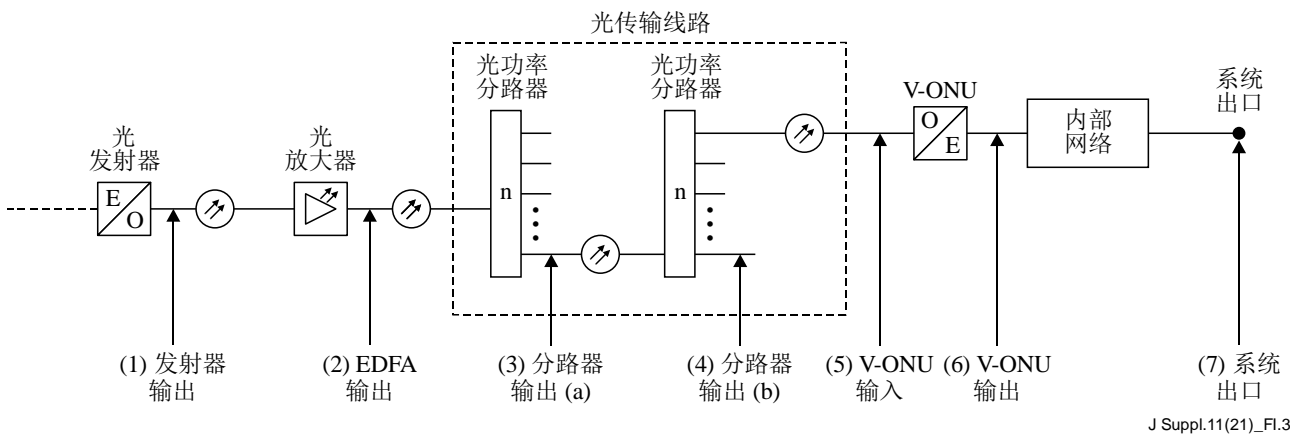 光传输线路
光功率
分路器
光功率
分路器
系统
出口
V-ONU
光
发射器
光
放大器
O
E
内部
网络
E
O
n
n
(1) 发射器
输出
(2) EDFA
输出
(3) 分路器
输出 (a)
(4) 分路器
输出 (b)
(5) V-ONU
输入
(6) V-ONU
输出
(7) 系统
出口
J Suppl.11(21)_FI.3